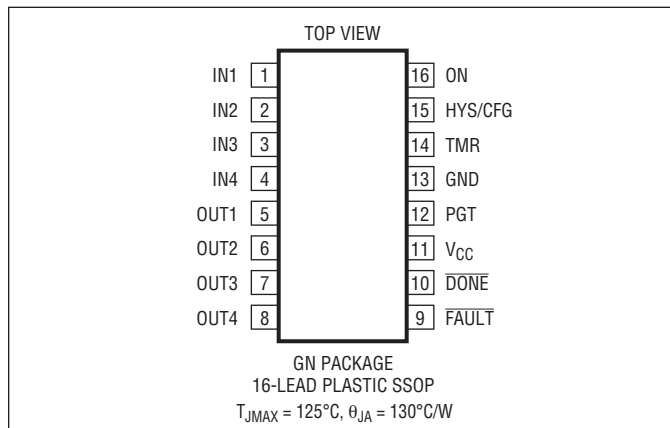 TOP VIEW
IN1 1 16 ON
IN2 2 15 HYS/CFG
IN3 3 14 TMR
IN4 4 13 GND
OUT1 5 12 PGT
OUT2 6 11 VCC
OUT3 7 10 D̅O̅N̅E̅
OUT4 8 9 F̅A̅U̅L̅T̅
GN PACKAGE
16-LEAD PLASTIC SSOP
TJMAX = 125°C, θJA = 130°C/W